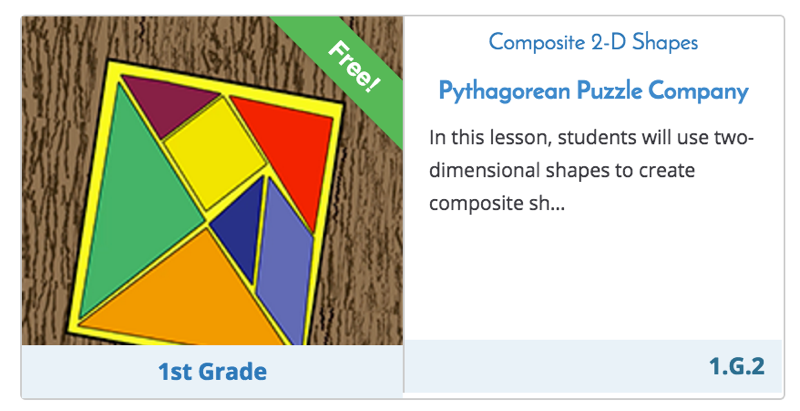 Free!
Composite 2-D Shapes
Pythagorean Puzzle Company
In this lesson, students will use two-
dimensional shapes to create
composite sh...
1st Grade
1.G.2